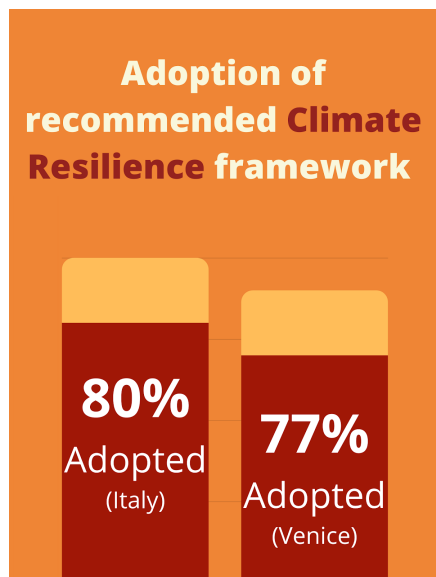 Adoption of
recommended Climate
Resilience framework
80%
Adopted
(Italy)
77%
Adopted
(Venice)